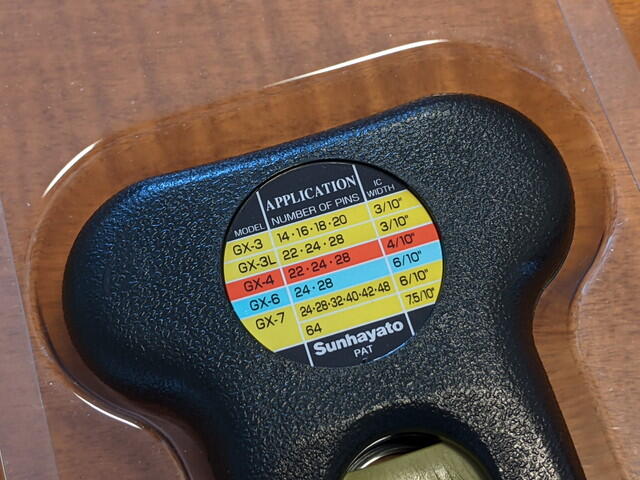 APPLICATION
MODEL NUMBER OF PINS IC WIDTH
GX-3 14·16·18·20 3/10"
GX-3L 22·24·28 3/10"
GX-4 22·24·28 4/10"
GX-6 24·28 6/10"
GX-7 24·28·32·40·42·48 6/10"
64 7.5/10"
Sunhayato
PAT